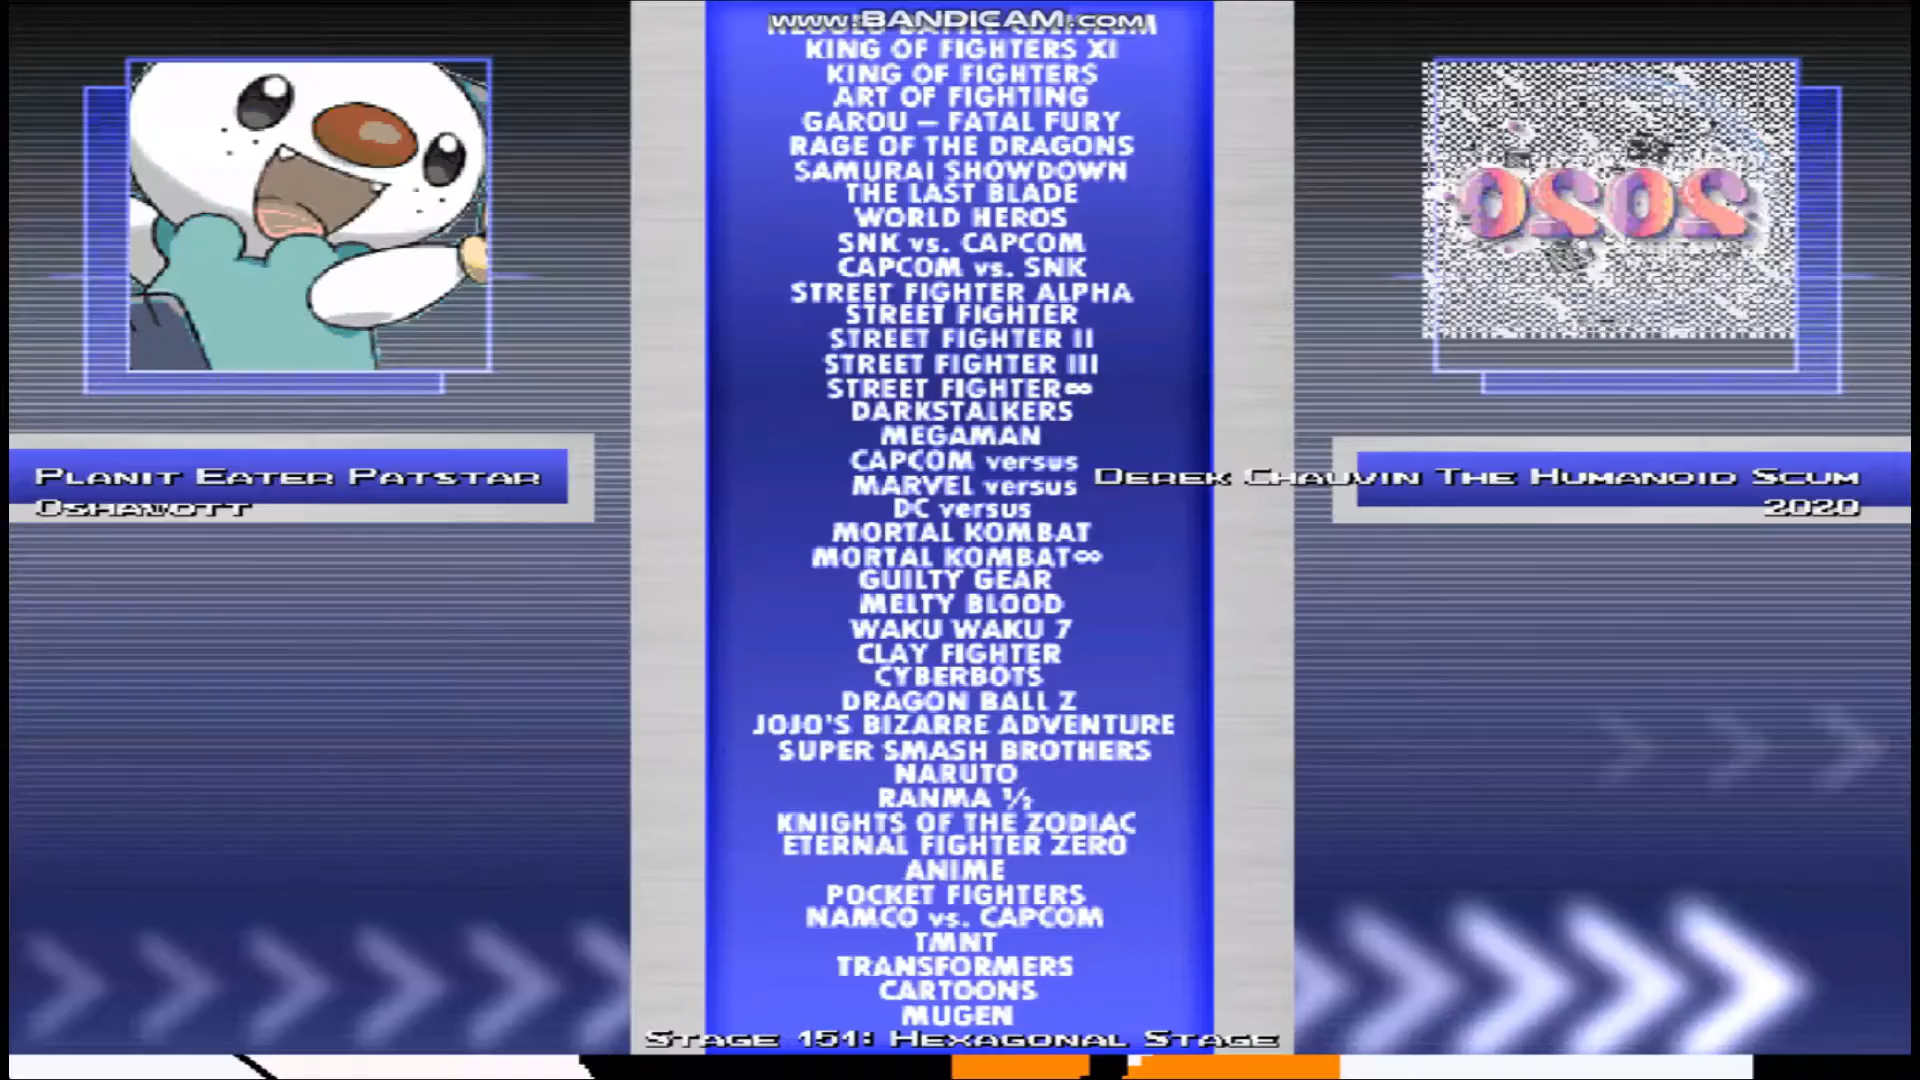 www.BANDICAM.com
NEOGEO BATTLE COLISEUM
KING OF FIGHTERS XI
KING OF FIGHTERS
ART OF FIGHTING
GAROU – FATAL FURY
RAGE OF THE DRAGONS
SAMURAI SHOWDOWN
THE LAST BLADE
WORLD HEROS
SNK vs. CAPCOM
CAPCOM vs. SNK
STREET FIGHTER ALPHA
STREET FIGHTER
STREET FIGHTER II
STREET FIGHTER III
STREET FIGHTER∞
DARKSTALKERS
MEGAMAN
CAPCOM versus
MARVEL versus
DC versus
MORTAL KOMBAT
MORTAL KOMBAT∞
GUILTY GEAR
MELTY BLOOD
WAKU WAKU 7
CLAY FIGHTER
CYBERBOTS
DRAGON BALL Z
JOJO'S BIZARRE ADVENTURE
SUPER SMASH BROTHERS
NARUTO
RANMA ½
KNIGHTS OF THE ZODIAC
ETERNAL FIGHTER ZERO
ANIME
POCKET FIGHTERS
NAMCO vs. CAPCOM
TMNT
TRANSFORMERS
CARTOONS
MUGEN
Stage 151: Hexagonal Stage
Planit Eater Patstar
Oshawott
2020
Derek Chauvin The Humanoid Scum
2020